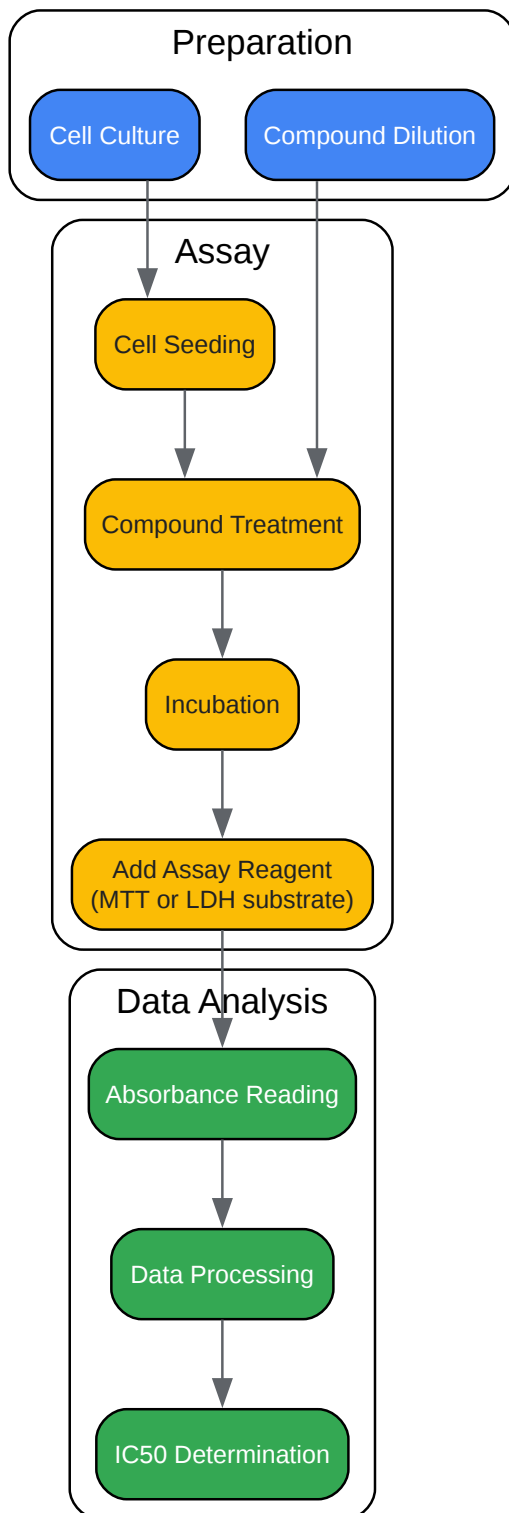 Preparation
Cell Culture
Compound Dilution
Assay
Cell Seeding
Compound Treatment
Incubation
Add Assay Reagent
(MTT or LDH substrate)
Data Analysis
Absorbance Reading
Data Processing
IC50 Determination